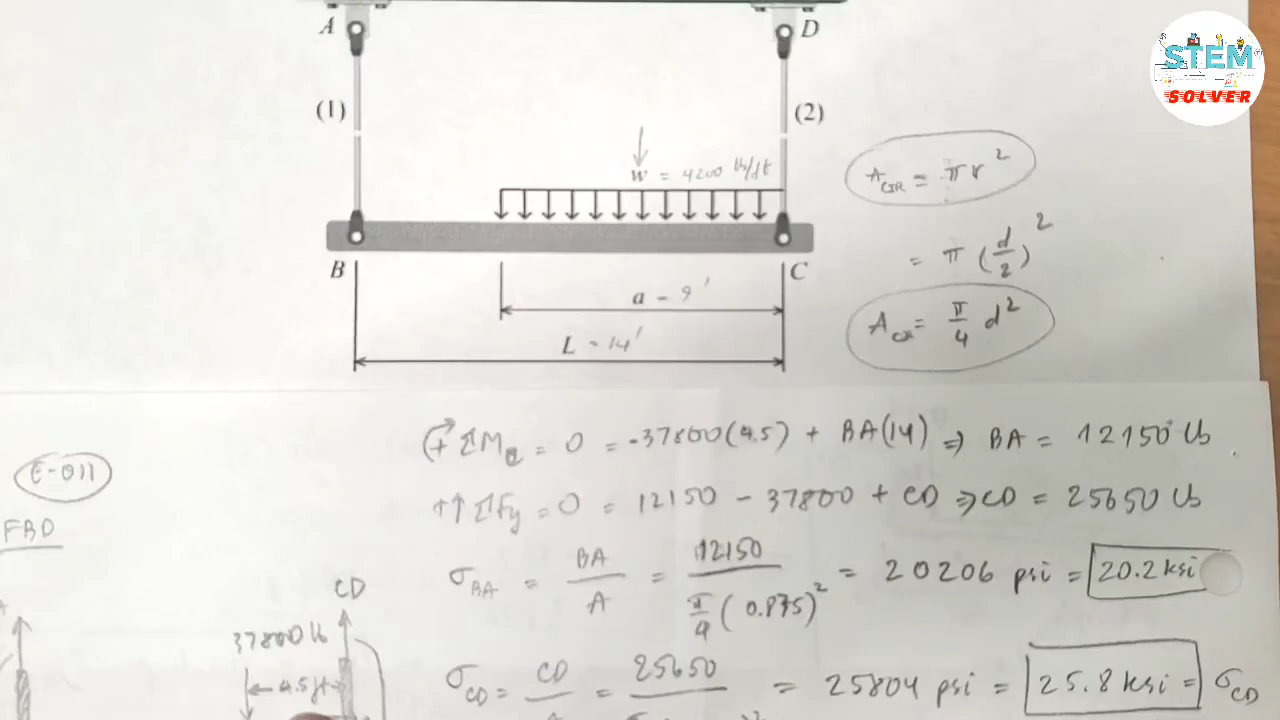 A
D
STEM
SOLVER
(1)
(2)
w = 4200 lb/ft
A_CIR = πr²
= π (d/2)²
B
C
a - 9'
A_CIR = π/4 d²
L - 14'
+ ΣM_C = 0 = -37800(4.5) + BA(14) ⇒ BA = 12150 lb
E-011
+↑ ΣFy = 0 = 12150 - 37800 + CD ⇒ CD = 25650 lb
FBD
σ_BA = BA/A = 12150 / π/4 (0.875)² = 20206 psi = 20.2 ksi
CD
37800 lb
4.5 ft
σ_CD = CD/A = 25650 = 25804 psi = 25.8 ksi = σ_CD